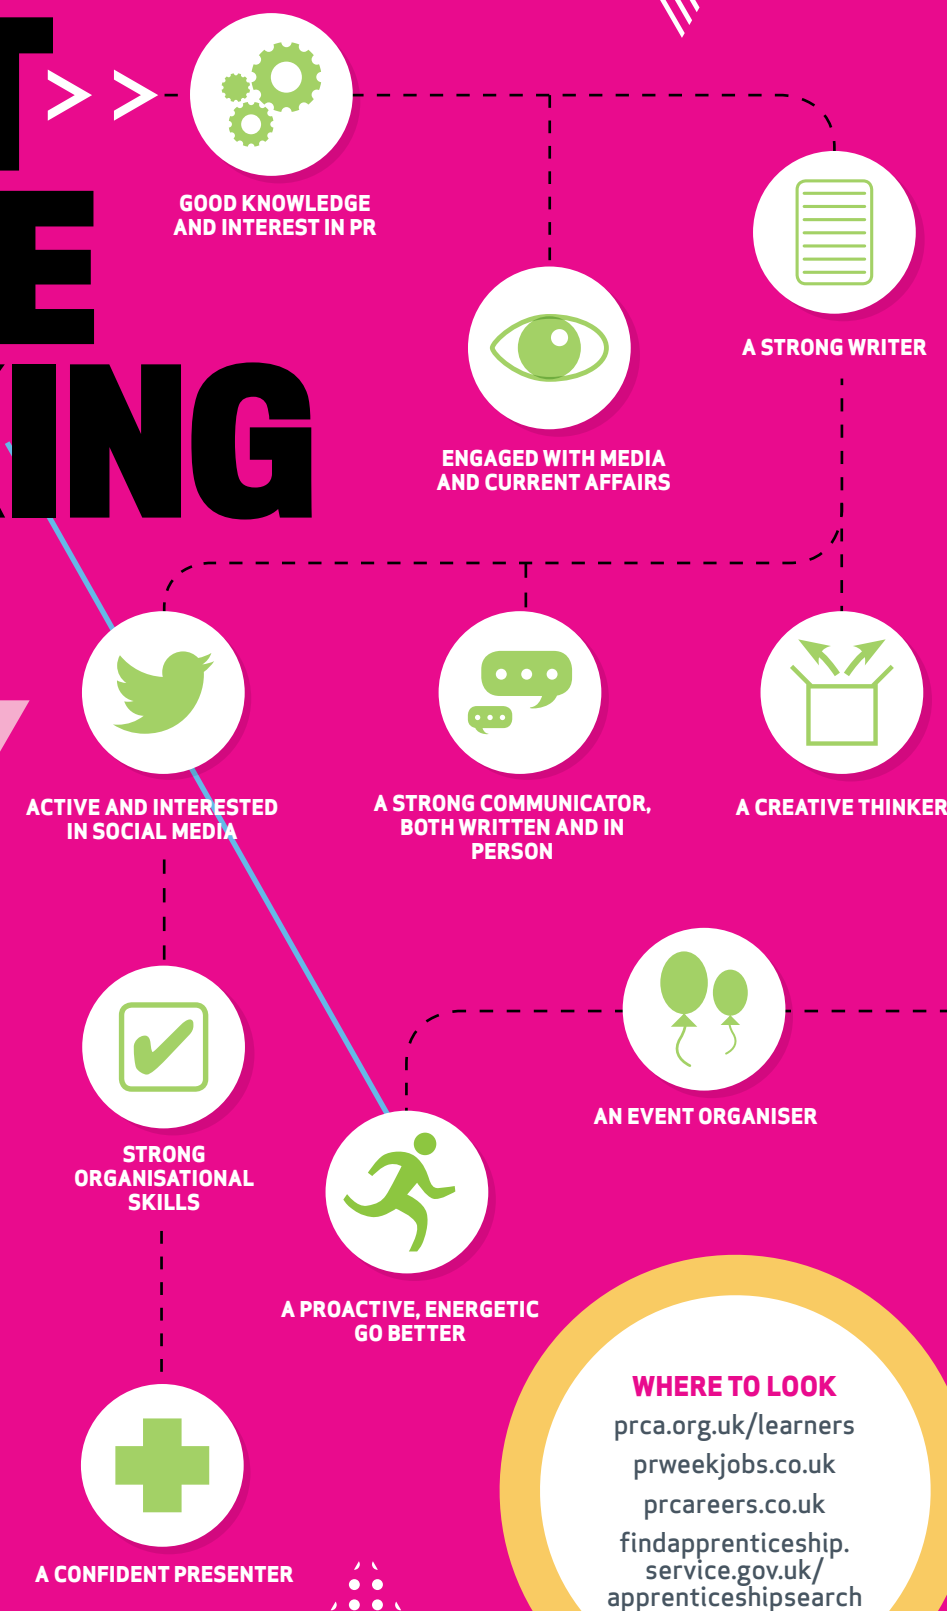 T
E
KING
GOOD KNOWLEDGE
AND INTEREST IN PR
A STRONG WRITER
ENGAGED WITH MEDIA
AND CURRENT AFFAIRS
ACTIVE AND INTERESTED
IN SOCIAL MEDIA
A STRONG COMMUNICATOR,
BOTH WRITTEN AND IN
PERSON
A CREATIVE THINKER
STRONG
ORGANISATIONAL
SKILLS
AN EVENT ORGANISER
A PROACTIVE, ENERGETIC
GO BETTER
A CONFIDENT PRESENTER
WHERE TO LOOK
prca.org.uk/learners
prweekjobs.co.uk
prcareers.co.uk
findapprenticeship.
service.gov.uk/
apprenticeshipsearch